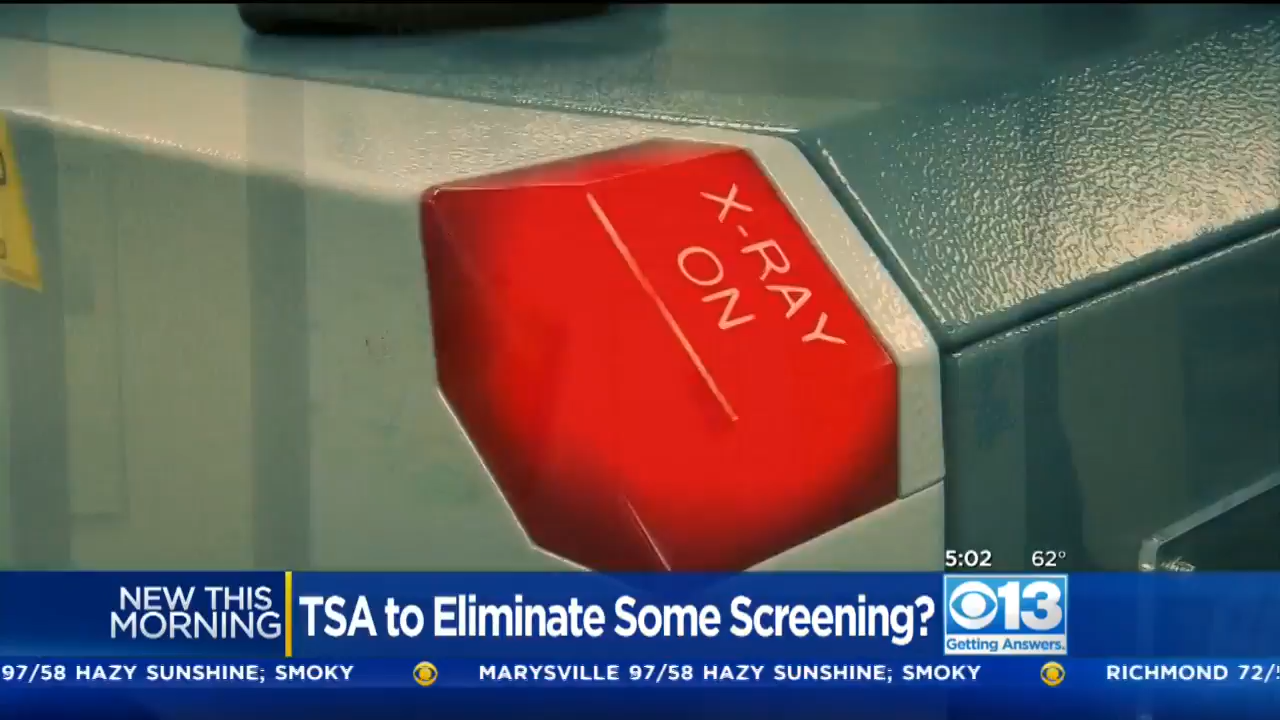 X-RAY
ON
5:02 62°
NEW THIS
MORNING
TSA to Eliminate Some Screening?
13
Getting Answers.
97/58 HAZY SUNSHINE; SMOKY MARYSVILLE 97/58 HAZY SUNSHINE; SMOKY RICHMOND 72/